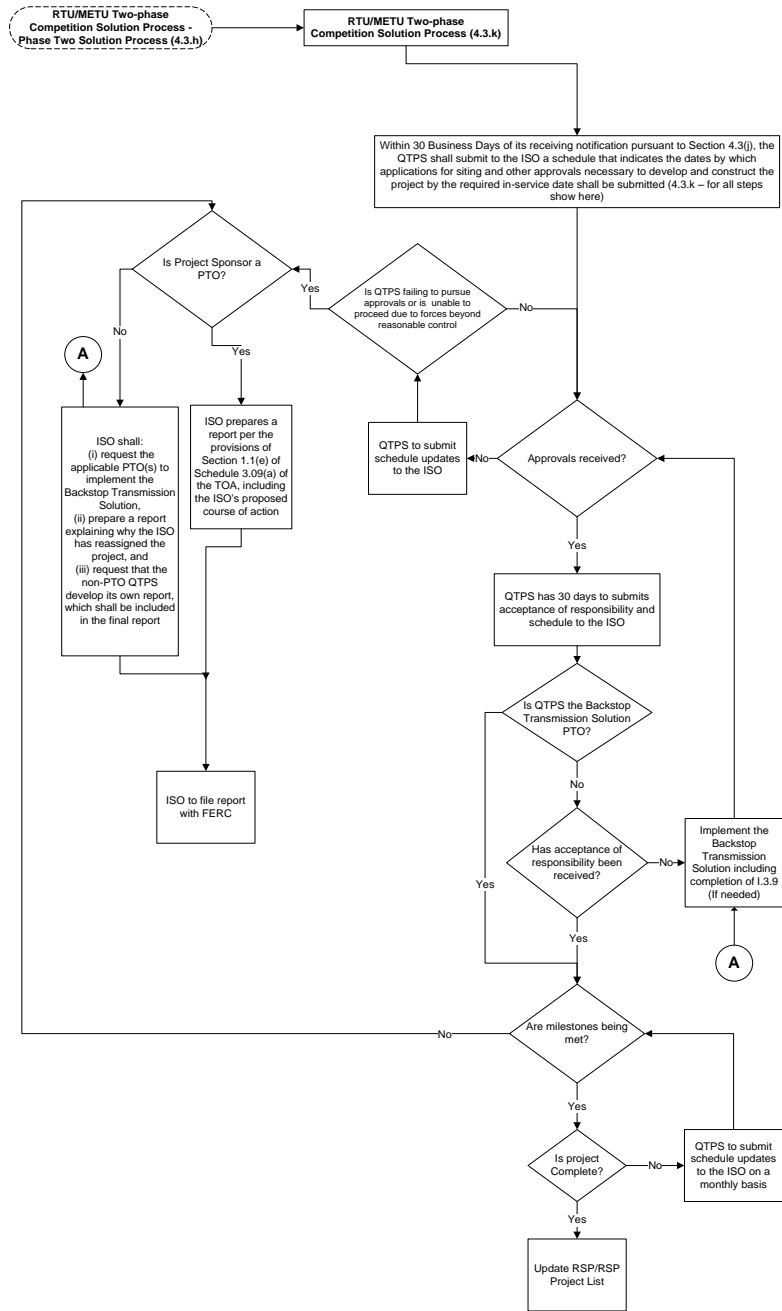 RTU/METU Two-phase
Competition Solution Process -
Phase Two Solution Process (4.3.h)
RTU/METU Two-phase
Competition Solution Process (4.3.k)
Within 30 Business Days of its receiving notification pursuant to Section 4.3(j), the
QTPS shall submit to the ISO a schedule that indicates the dates by which
applications for siting and other approvals necessary to develop and construct the
project by the required in-service date shall be submitted (4.3.k – for all steps
show here)
Is Project Sponsor a
PTO?
Yes
Is QTPS failing to pursue
approvals or is unable to
proceed due to forces beyond
reasonable control
No
No
Yes
A
ISO shall:
(i) request the
applicable PTO(s) to
implement the
Backstop
Transmission
Solution,
(ii) prepare a report
explaining why the ISO
has reassigned the
project, and
(iii) request that the
non-PTO QTPS
develop its own report,
which shall be included
in the final report
ISO prepares a
report per the
provisions of
Section 1.1(e) of
Schedule 3.09(a) of
the TOA, including
the ISO's proposed
course of action
QTPS to submit
schedule updates
to the ISO
No
Approvals received?
Yes
QTPS has 30 days to submits
acceptance of responsibility and
schedule to the ISO
Is QTPS the Backstop
Transmission Solution
PTO?
No
Yes
ISO to file report
with FERC
Has acceptance of
responsibility been
received?
No
Implement the
Backstop
Transmission
Solution including
completion of I.3.9
(If needed)
Yes
A
Are milestones being
met?
No
Yes
Is project
Complete?
No
QTPS to submit
schedule updates
to the ISO on a
monthly basis
Yes
Update RSP/RSP
Project List